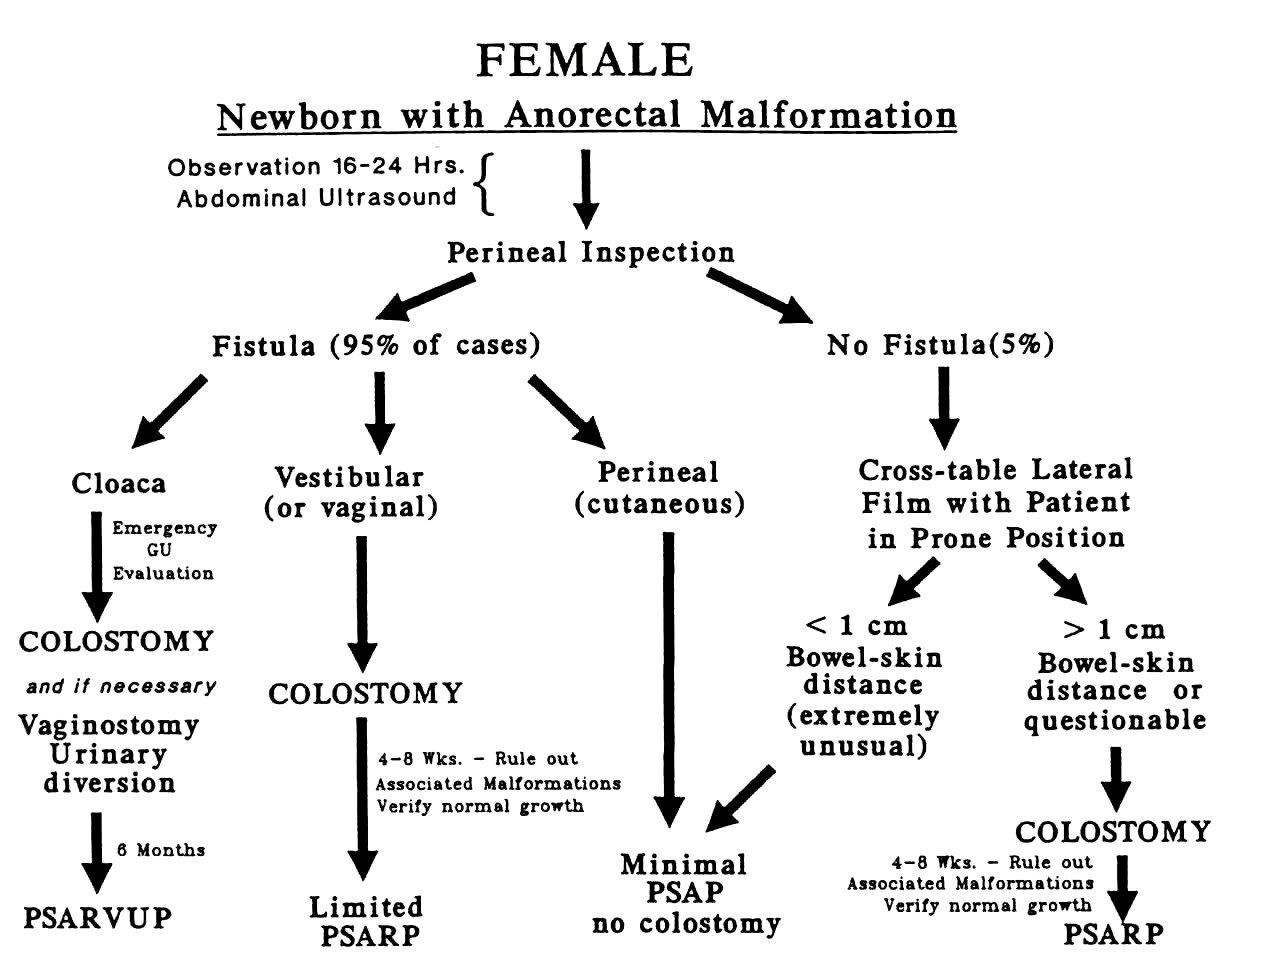 FEMALE
Newborn with Anorectal Malformation
Observation 16-24 Hrs.
Abdominal Ultrasound
Perineal Inspection
Fistula (95% of cases)
No Fistula(5%)
Cloaca
Vestibular
(or vaginal)
Perineal
(cutaneous)
Cross-table Lateral
Film with Patient
in Prone Position
Emergency
GU
Evaluation
COLOSTOMY
and if necessary
Vaginostomy
Urinary
diversion
6 Months
PSARVUP
COLOSTOMY
4-8 Wks. - Rule out
Associated Malformations
Verify normal growth
Limited
PSARP
Minimal
PSAP
no colostomy
< 1 cm
Bowel-skin
distance
(extremely
unusual)
> 1 cm
Bowel-skin
distance or
questionable
COLOSTOMY
4-8 Wks. - Rule out
Associated Malformations
Verify normal growth
PSARP